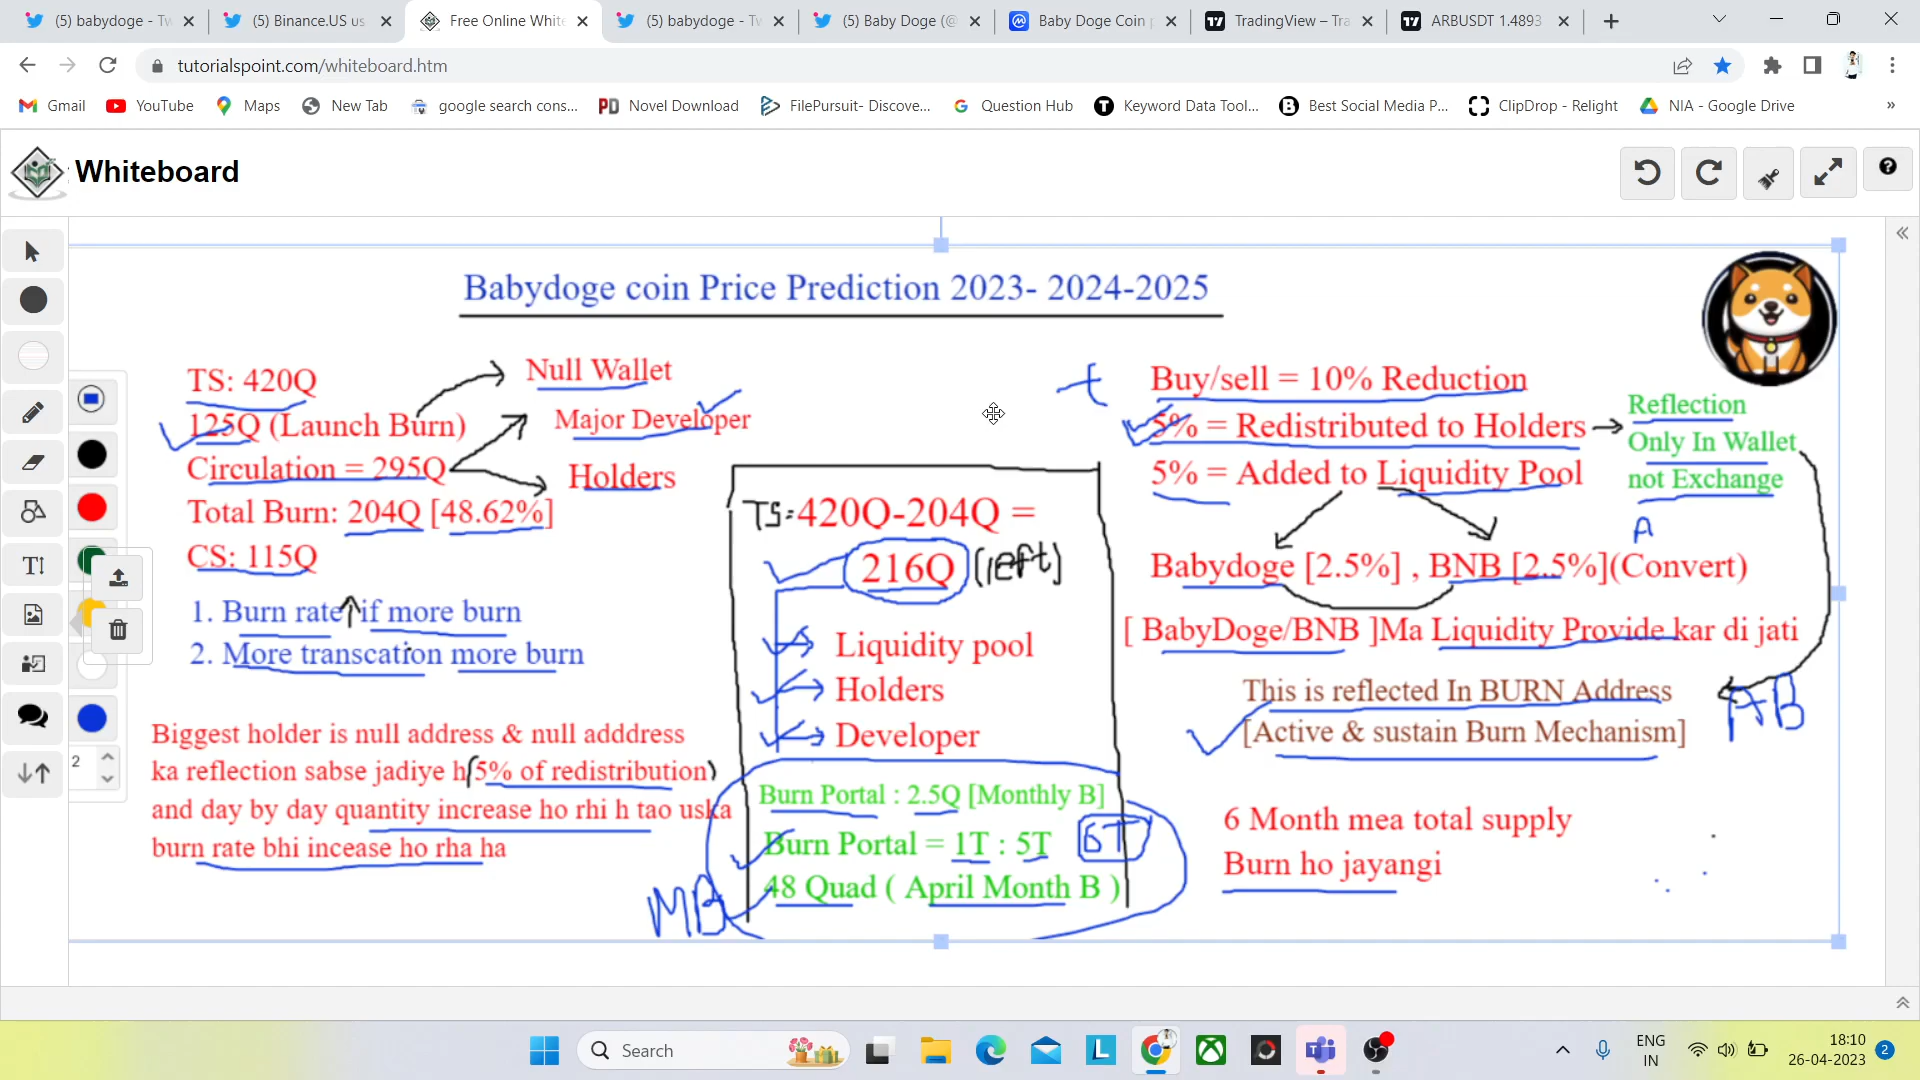 (5) babydoge - Tw
(5) Binance.US us
Free Online White
(5) babydoge - Tw
(5) Baby Doge (@
Baby Doge Coin p
TradingView – Tra
ARBUSDT 1.4893
tutorialspoint.com/whiteboard.htm
Gmail
YouTube
Maps
New Tab
google search cons...
Novel Download
FilePursuit- Discove...
Question Hub
Keyword Data Tool...
Best Social Media P...
ClipDrop - Relight
NIA - Google Drive
Whiteboard
Babydoge coin Price Prediction 2023- 2024-2025
TS: 420Q
125Q (Launch Burn)
Circulation = 295Q
Total Burn: 204Q [48.62%]
CS: 115Q
Null Wallet
Major Developer
Holders
1. Burn rate if more burn
2. More transcation more burn
Biggest holder is null address & null adddress
ka reflection sabse jadiye h(5% of redistribution)
and day by day quantity increase ho rhi h tao uska
burn rate bhi incease ho rha ha
TS:420Q-204Q =
216Q (left)
Liquidity pool
Holders
Developer
Burn Portal : 2.5Q [Monthly B]
Burn Portal = 1T : 5T
6T
48 Quad ( April Month B )
MB
t
Buy/sell = 10% Reduction
5% = Redistributed to Holders
5% = Added to Liquidity Pool
Reflection
Only In Wallet
not Exchange
A
Babydoge [2.5%] , BNB [2.5%](Convert)
[ BabyDoge/BNB ]Ma Liquidity Provide kar di jati
This is reflected In BURN Address
[Active & sustain Burn Mechanism]
AB
6 Month mea total supply
Burn ho jayangi
2
Search
ENG
IN
18:10
26-04-2023
2